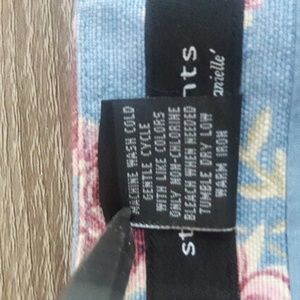 MACHINE WASH COLD
GENTLE CYCLE
WITH LIKE COLORS
ONLY NON-CHLORINE
BLEACH WHEN NEEDED
TUMBLE DRY LOW
WARM IRON